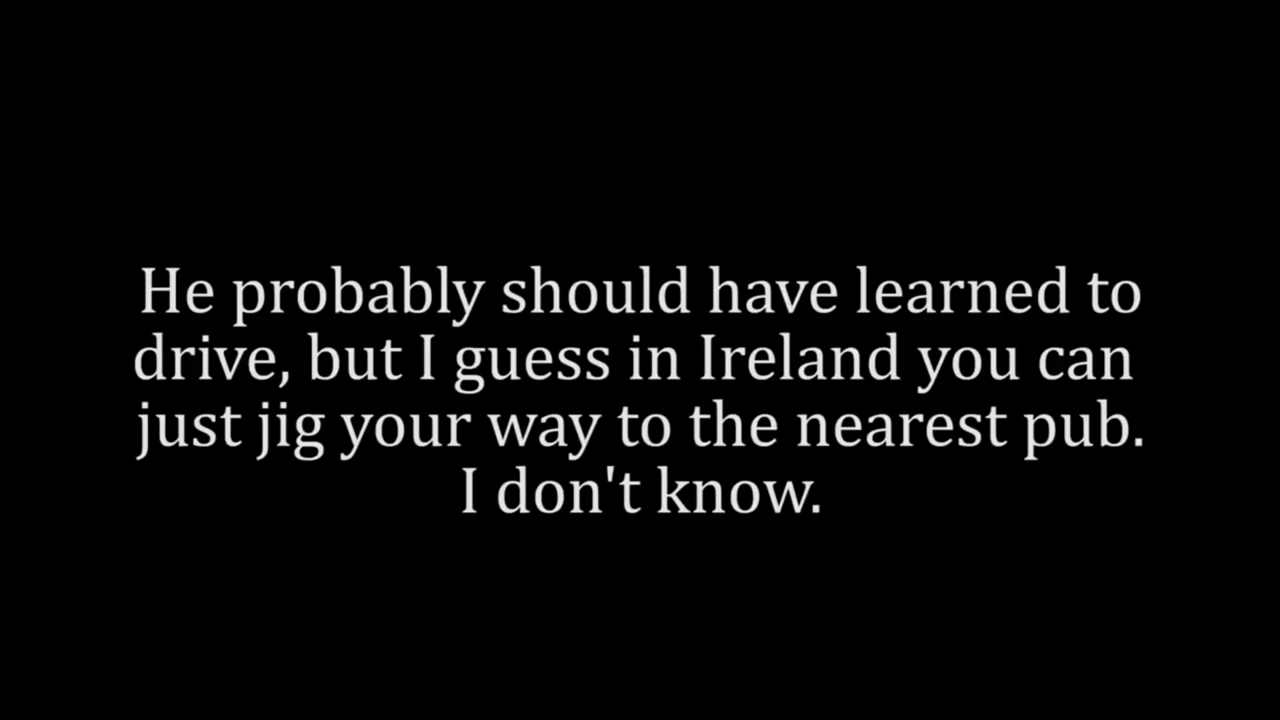 He probably should have learned to
drive, but I guess in Ireland you can
just jig your way to the nearest pub.
I don't know.